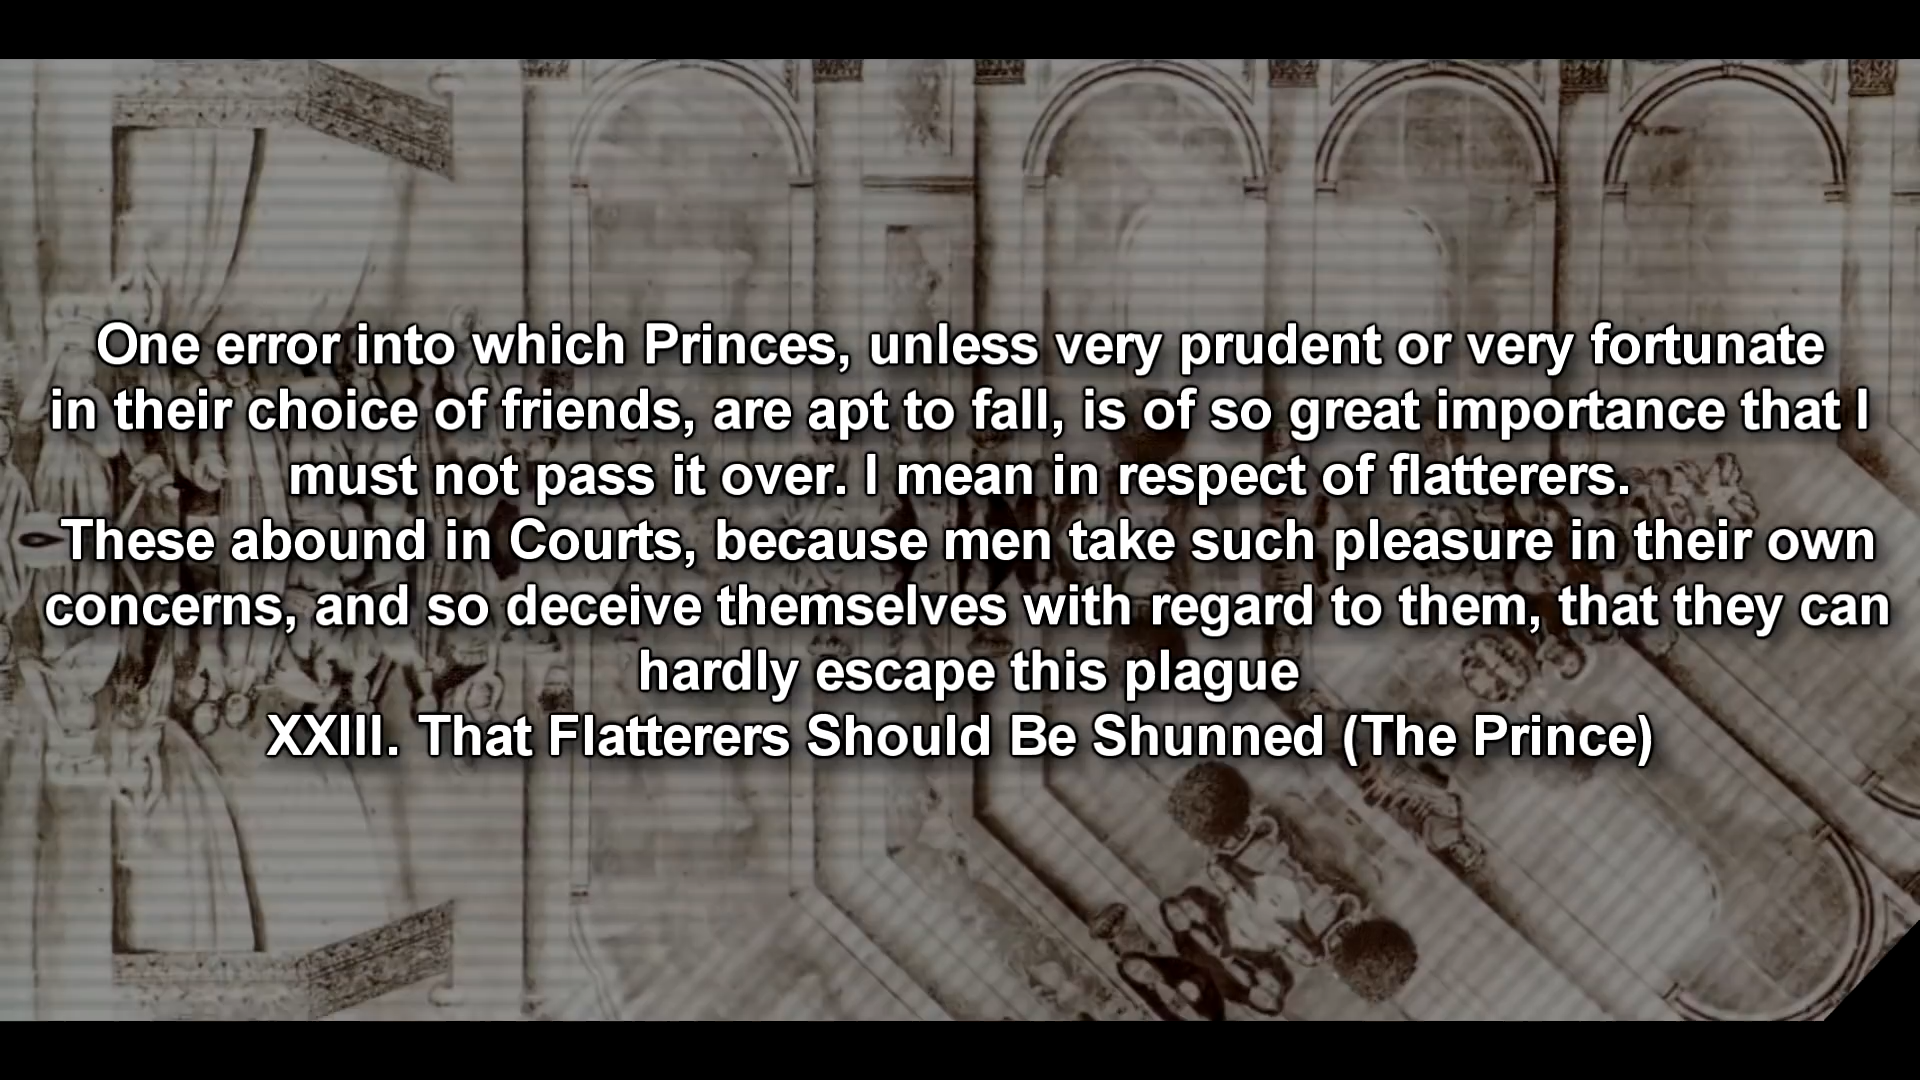 One error into which Princes, unless very prudent or very fortunate
in their choice of friends, are apt to fall, is of so great importance that I
must not pass it over. I mean in respect of flatterers.
These abound in Courts, because men take such pleasure in their own
concerns, and so deceive themselves with regard to them, that they can
hardly escape this plague
XXIII. That Flatterers Should Be Shunned (The Prince)